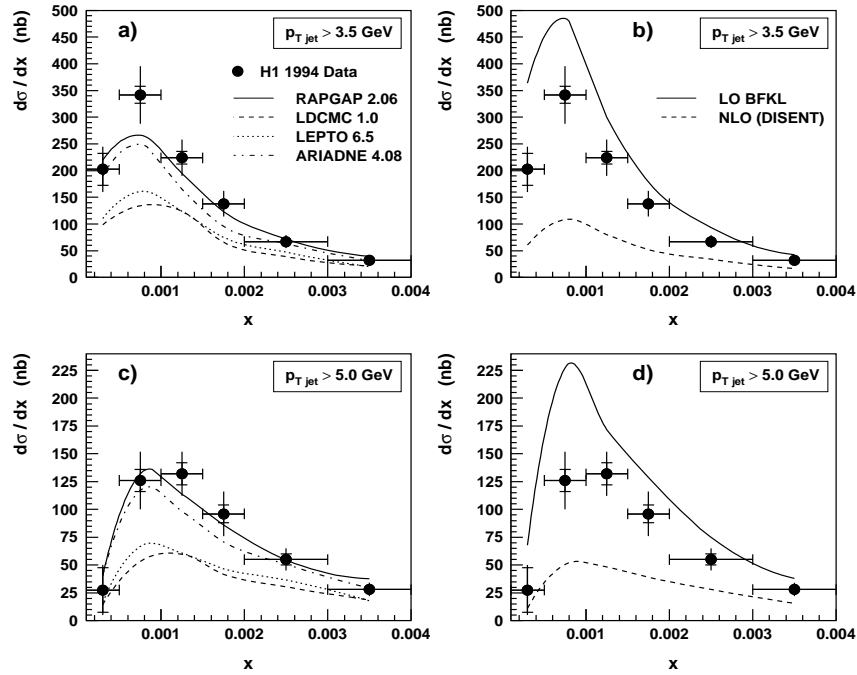 dσ / dx (nb)
500
450
400
350
300
250
200
150
100
50
0
a)
p_T jet > 3.5 GeV
H1 1994 Data
RAPGAP 2.06
LDCMC 1.0
LEPTO 6.5
ARIADNE 4.08
0.001 0.002 0.003 0.004
x
dσ / dx (nb)
500
450
400
350
300
250
200
150
100
50
0
b)
p_T jet > 3.5 GeV
LO BFKL
NLO (DISENT)
0.001 0.002 0.003 0.004
x
dσ / dx (nb)
225
200
175
150
125
100
75
50
25
0
c)
p_T jet > 5.0 GeV
0.001 0.002 0.003 0.004
x
dσ / dx (nb)
225
200
175
150
125
100
75
50
25
0
d)
p_T jet > 5.0 GeV
0.001 0.002 0.003 0.004
x